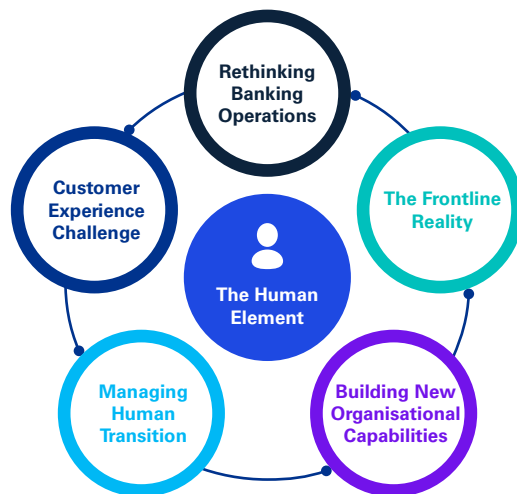 Rethinking
Banking
Operations
Customer
Experience
Challenge
The Frontline
Reality
The Human
Element
Managing
Human
Transition
Building New
Organisational
Capabilities